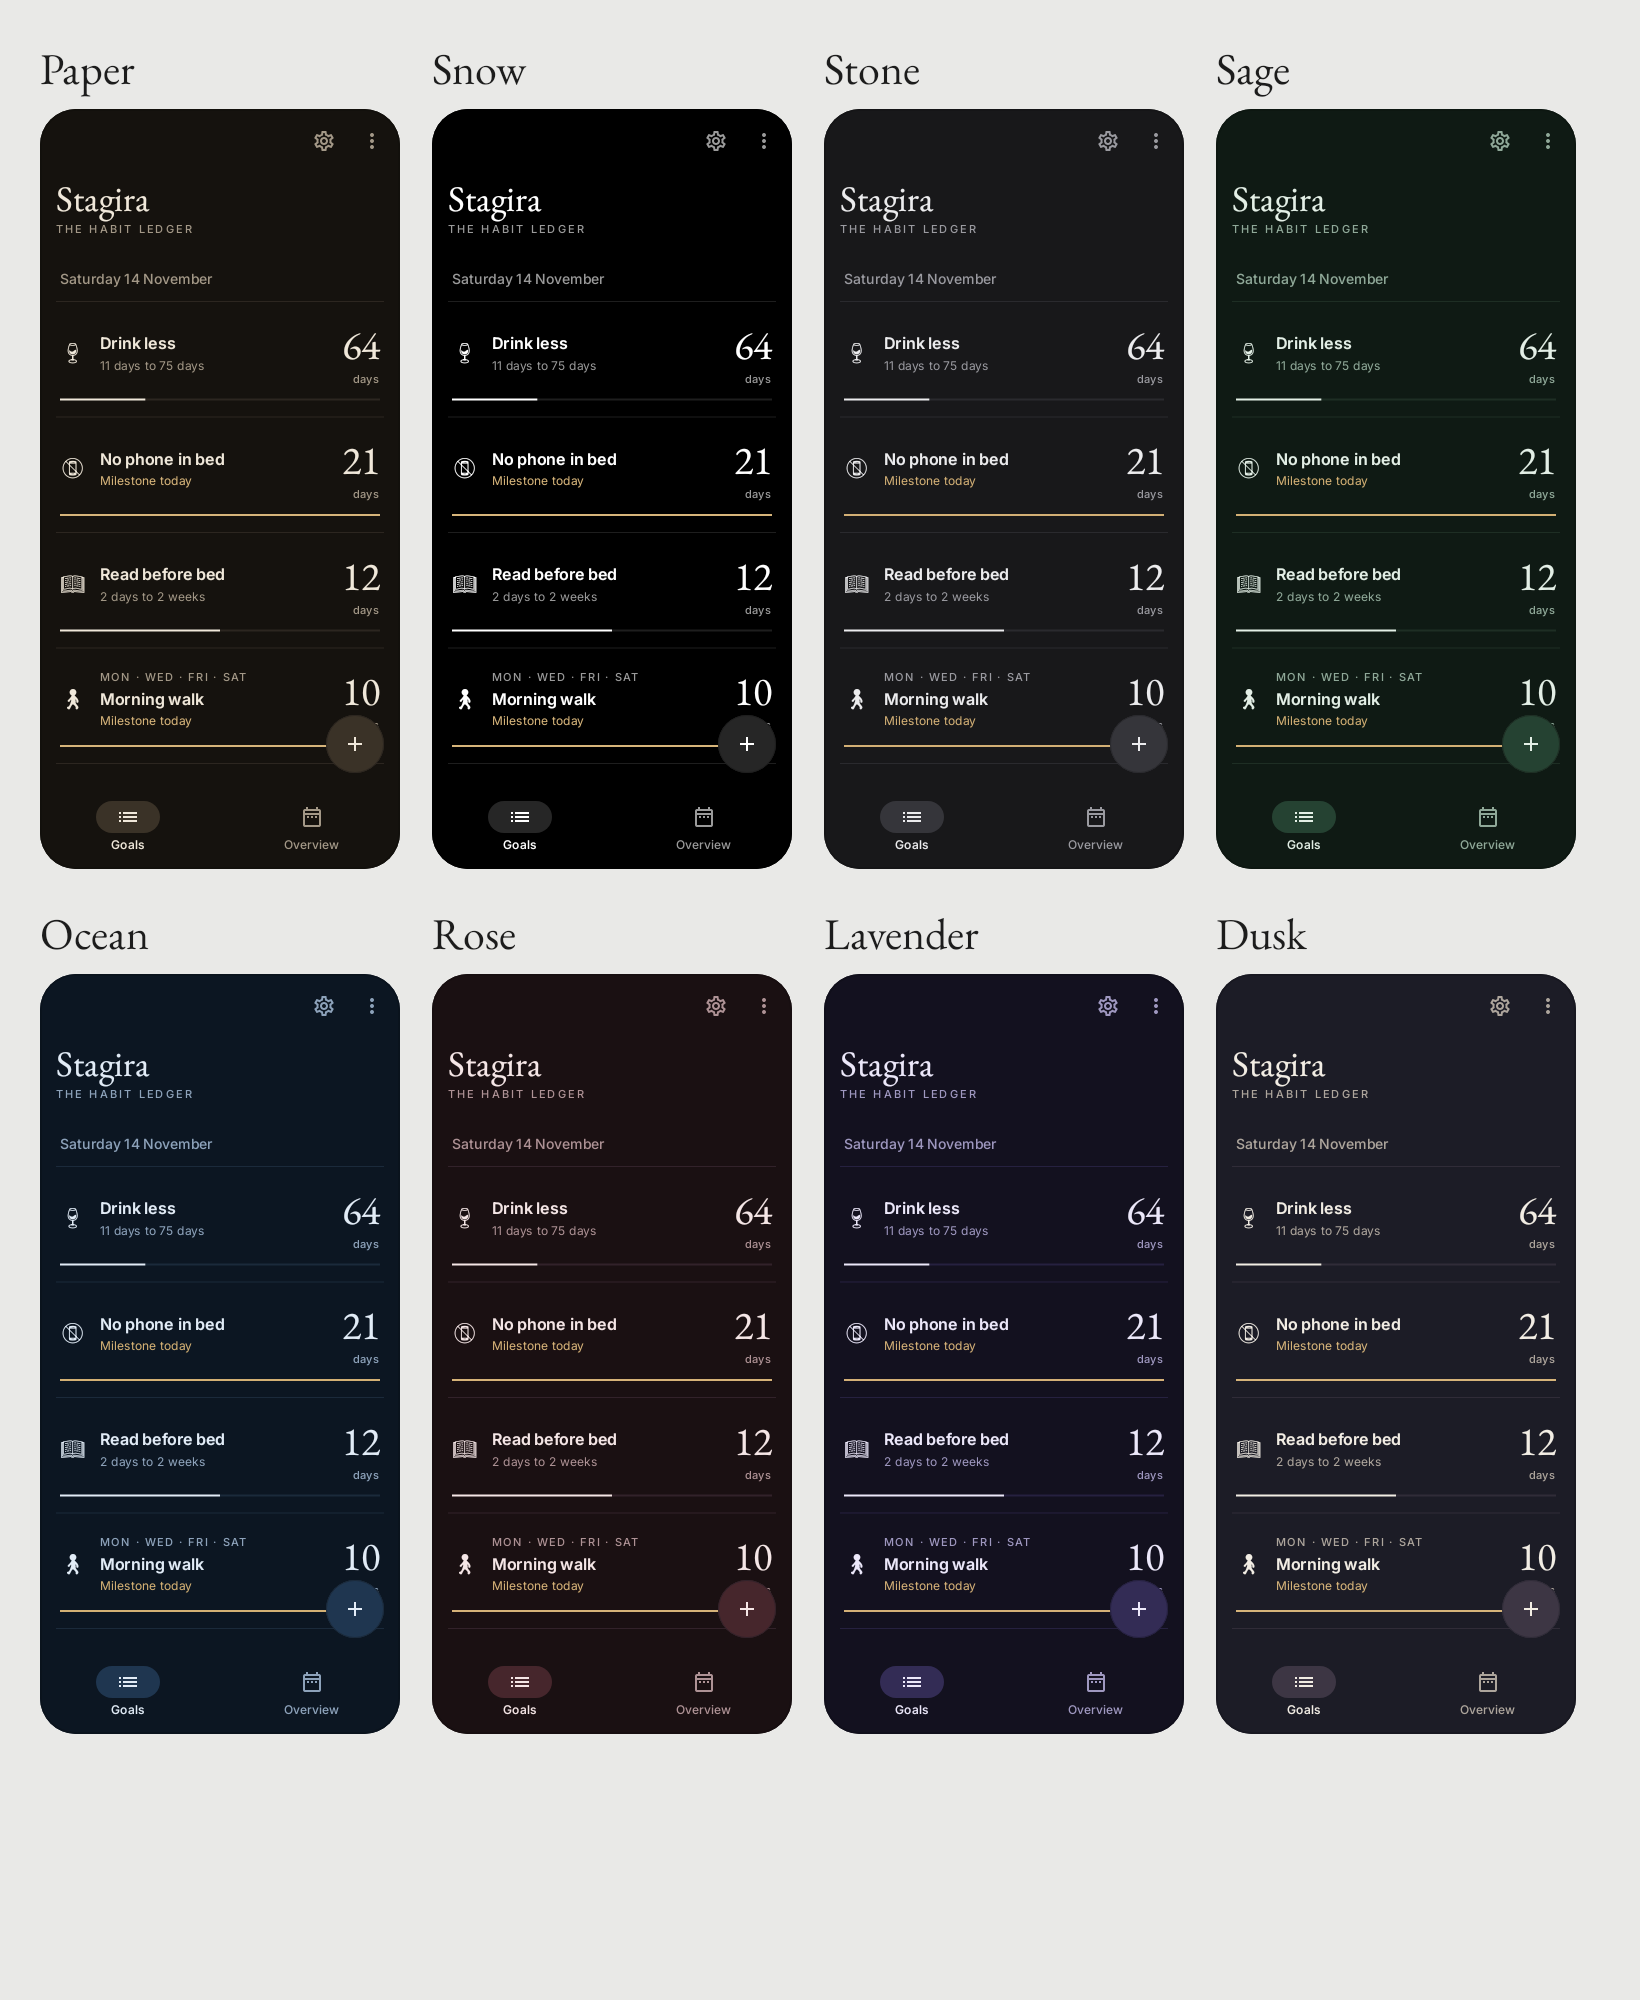 Paper
Stagira
THE HABIT LEDGER
Saturday 14 November
Drink less
11 days to 75 days
64
days
No phone in bed
Milestone today
21
days
Read before bed
2 days to 2 weeks
12
days
MON · WED · FRI · SAT
Morning walk
Milestone today
10
Goals
Overview
Snow
Stagira
THE HABIT LEDGER
Saturday 14 November
Drink less
11 days to 75 days
64
days
No phone in bed
Milestone today
21
days
Read before bed
2 days to 2 weeks
12
days
MON · WED · FRI · SAT
Morning walk
Milestone today
10
Goals
Overview
Stone
Stagira
THE HABIT LEDGER
Saturday 14 November
Drink less
11 days to 75 days
64
days
No phone in bed
Milestone today
21
days
Read before bed
2 days to 2 weeks
12
days
MON · WED · FRI · SAT
Morning walk
Milestone today
10
Goals
Overview
Sage
Stagira
THE HABIT LEDGER
Saturday 14 November
Drink less
11 days to 75 days
64
days
No phone in bed
Milestone today
21
days
Read before bed
2 days to 2 weeks
12
days
MON · WED · FRI · SAT
Morning walk
Milestone today
10
Goals
Overview
Ocean
Stagira
THE HABIT LEDGER
Saturday 14 November
Drink less
11 days to 75 days
64
days
No phone in bed
Milestone today
21
days
Read before bed
2 days to 2 weeks
12
days
MON · WED · FRI · SAT
Morning walk
Milestone today
10
Goals
Overview
Rose
Stagira
THE HABIT LEDGER
Saturday 14 November
Drink less
11 days to 75 days
64
days
No phone in bed
Milestone today
21
days
Read before bed
2 days to 2 weeks
12
days
MON · WED · FRI · SAT
Morning walk
Milestone today
10
Goals
Overview
Lavender
Stagira
THE HABIT LEDGER
Saturday 14 November
Drink less
11 days to 75 days
64
days
No phone in bed
Milestone today
21
days
Read before bed
2 days to 2 weeks
12
days
MON · WED · FRI · SAT
Morning walk
Milestone today
10
Goals
Overview
Dusk
Stagira
THE HABIT LEDGER
Saturday 14 November
Drink less
11 days to 75 days
64
days
No phone in bed
Milestone today
21
days
Read before bed
2 days to 2 weeks
12
days
MON · WED · FRI · SAT
Morning walk
Milestone today
10
Goals
Overview